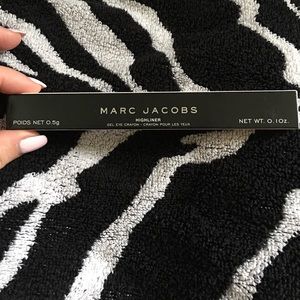 MARC JACOBS
HIGHLINER
GEL EYE CRAYON · CRAYON POUR LES YEUX
POIDS NET 0.5g
NET WT. 0.1Oz.